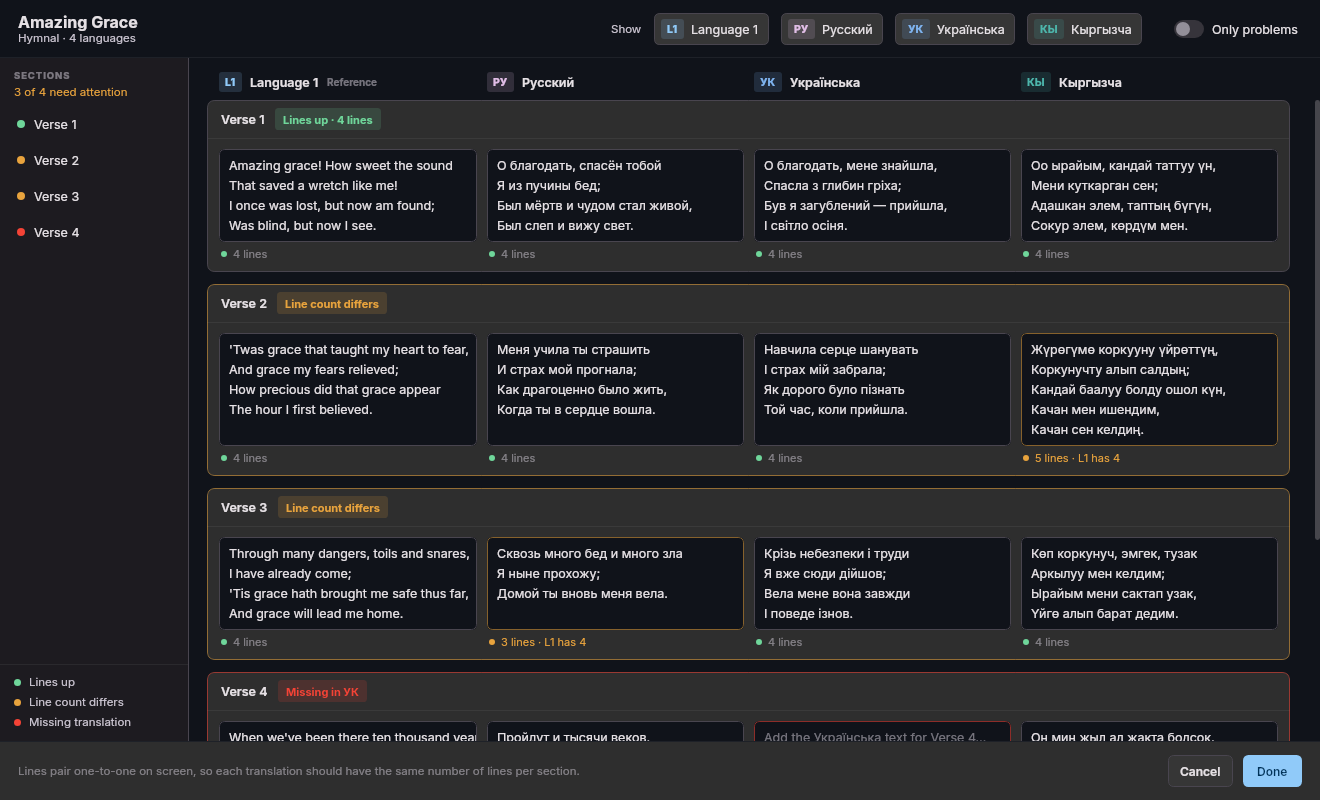 Amazing Grace
Hymnal · 4 languages
Show
L1 Language 1
РУ Русский
УК Українська
КЫ Кыргызча
Only problems
SECTIONS
3 of 4 need attention
Verse 1
Verse 2
Verse 3
Verse 4
Lines up
Line count differs
Missing translation
L1 Language 1 Reference
РУ Русский
УК Українська
КЫ Кыргызча
Verse 1 Lines up · 4 lines
Amazing grace! How sweet the sound
That saved a wretch like me!
I once was lost, but now am found;
Was blind, but now I see.
4 lines
О благодать, спасён тобой
Я из пучины бед;
Был мёртв и чудом стал живой,
Был слеп и вижу свет.
4 lines
О благодать, мене знайшла,
Спасла з глибин гріха;
Був я загублений — прийшла,
І світло осіня.
4 lines
Оо ырайым, кандай таттуу үн,
Мени куткарган сен;
Адашкан элем, таптың бүгүн,
Сокур элем, көрдүм мен.
4 lines
Verse 2 Line count differs
'Twas grace that taught my heart to fear,
And grace my fears relieved;
How precious did that grace appear
The hour I first believed.
4 lines
Меня учила ты страшить
И страх мой прогнала;
Как драгоценно было жить,
Когда ты в сердце вошла.
4 lines
Навчила серце шанувать
І страх мій забрала;
Як дорого було пізнать
Той час, коли прийшла.
4 lines
Жүрөгүмө коркууну үйрөттүң,
Коркунучту алып салдың;
Кандай баалуу болду ошол күн,
Качан мен ишендим,
Качан сен келдиң.
5 lines · L1 has 4
Verse 3 Line count differs
Through many dangers, toils and snares,
I have already come;
'Tis grace hath brought me safe thus far,
And grace will lead me home.
4 lines
Сквозь много бед и много зла
Я ныне прохожу;
Домой ты вновь меня вела.
3 lines · L1 has 4
Крізь небезпеки і труди
Я вже сюди дійшов;
Вела мене вона завжди
І поведе ізнов.
4 lines
Көп коркунуч, эмгек, тузак
Аркылуу мен келдим;
Ырайым мени сактап узак,
Үйгө алып барат дедим.
4 lines
Verse 4 Missing in УК
When we've been there ten thousand
Пройдут и тысячи веков,
Add the Українська text for Verse 4...
Он миң жыл ал жакта болсок,
Lines pair one-to-one on screen, so each translation should have the same number of lines per section.
Cancel
Done